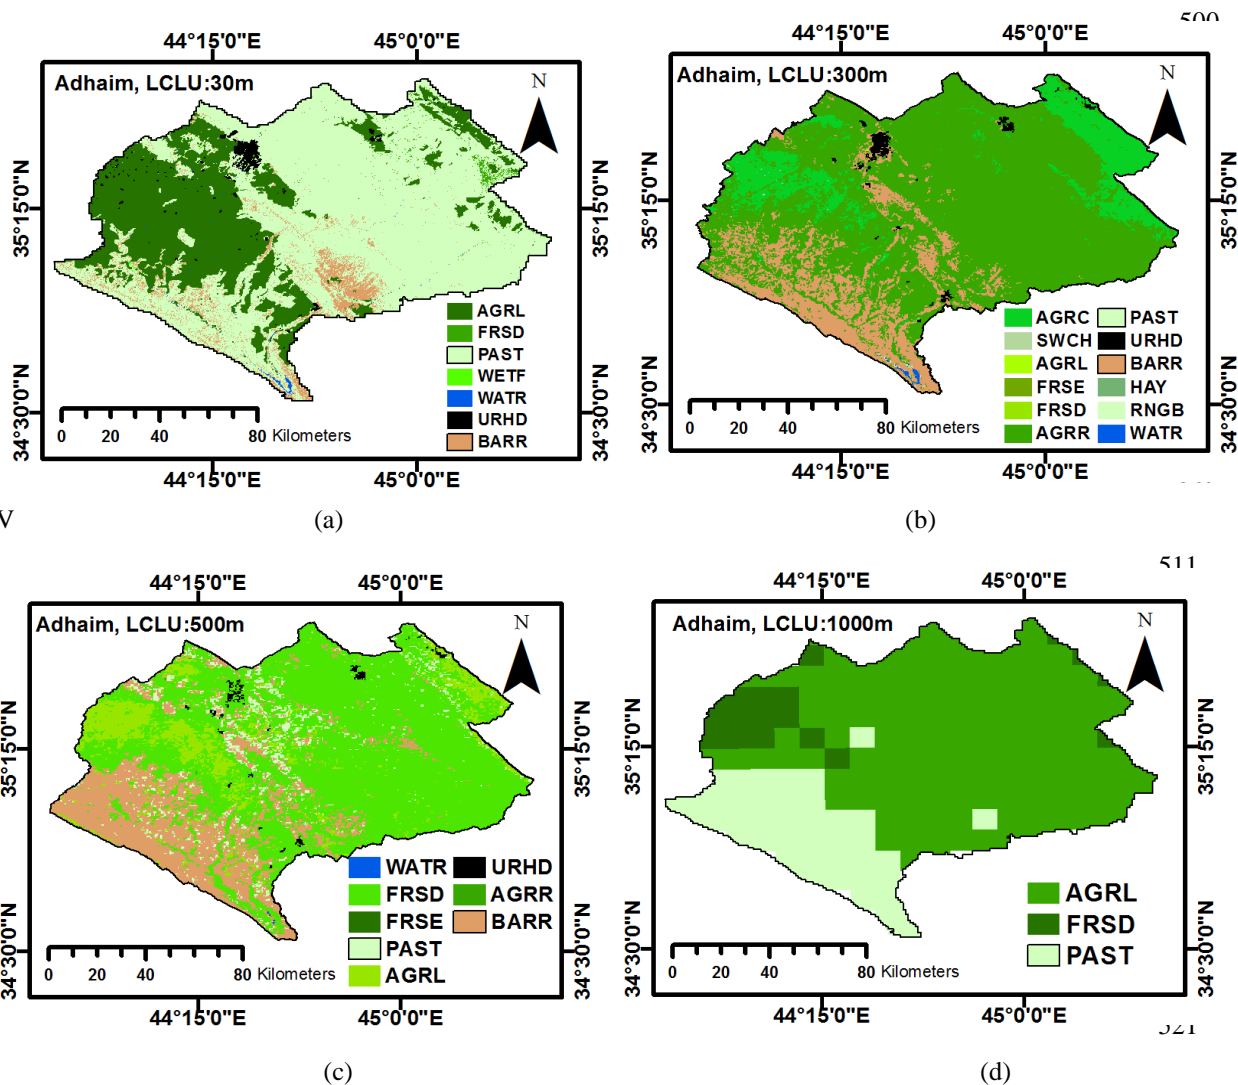 500
44°15'0"E 45°0'0"E
Adhaim, LCLU:30m
N
35°15'0"N 35°15'0"N
34°30'0"N 34°30'0"N
AGRL
FRSD
PAST
WETF
WATR
URHD
BARR
0 20 40 80 Kilometers
44°15'0"E 45°0'0"E
V
(a)
44°15'0"E 45°0'0"E
Adhaim, LCLU:300m
N
35°15'0"N 35°15'0"N
34°30'0"N 34°30'0"N
AGRC PAST
SWCH URHD
AGRL BARR
FRSE HAY
FRSD RNGB
AGRR WATR
0 20 40 80 Kilometers
44°15'0"E 45°0'0"E
(b)
511
44°15'0"E 45°0'0"E
Adhaim, LCLU:500m
N
35°15'0"N 35°15'0"N
34°30'0"N 34°30'0"N
WATR URHD
FRSD AGRR
FRSE BARR
PAST
AGRL
0 20 40 80 Kilometers
44°15'0"E 45°0'0"E
(c)
44°15'0"E 45°0'0"E
Adhaim, LCLU:1000m
N
35°15'0"N 35°15'0"N
34°30'0"N 34°30'0"N
AGRL
FRSD
PAST
0 20 40 80 Kilometers
44°15'0"E 45°0'0"E
521
(d)